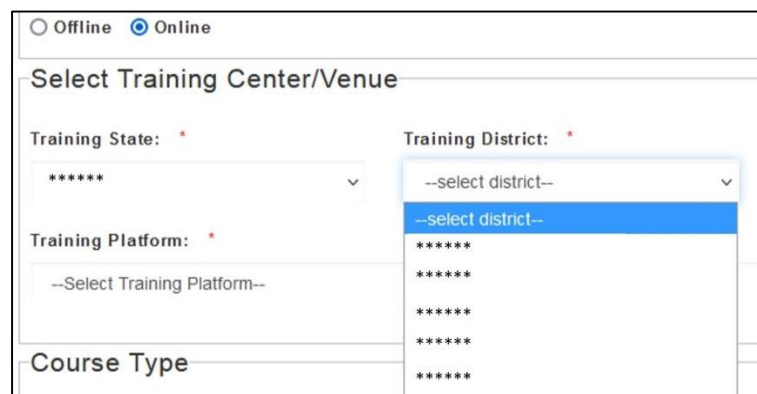 Offline Online
Select Training Center/Venue
Training State: * Training District: *
****** --select district--
--select district--
******
Training Platform: *
******
--Select Training Platform--
******
******
Course Type
******